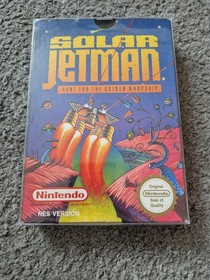 SOLAR
JETMAN
HUNT FOR THE GOLDEN WARPSHIP
Nintendo
NES VERSION
Original
Nintendo
Seal of
Quality